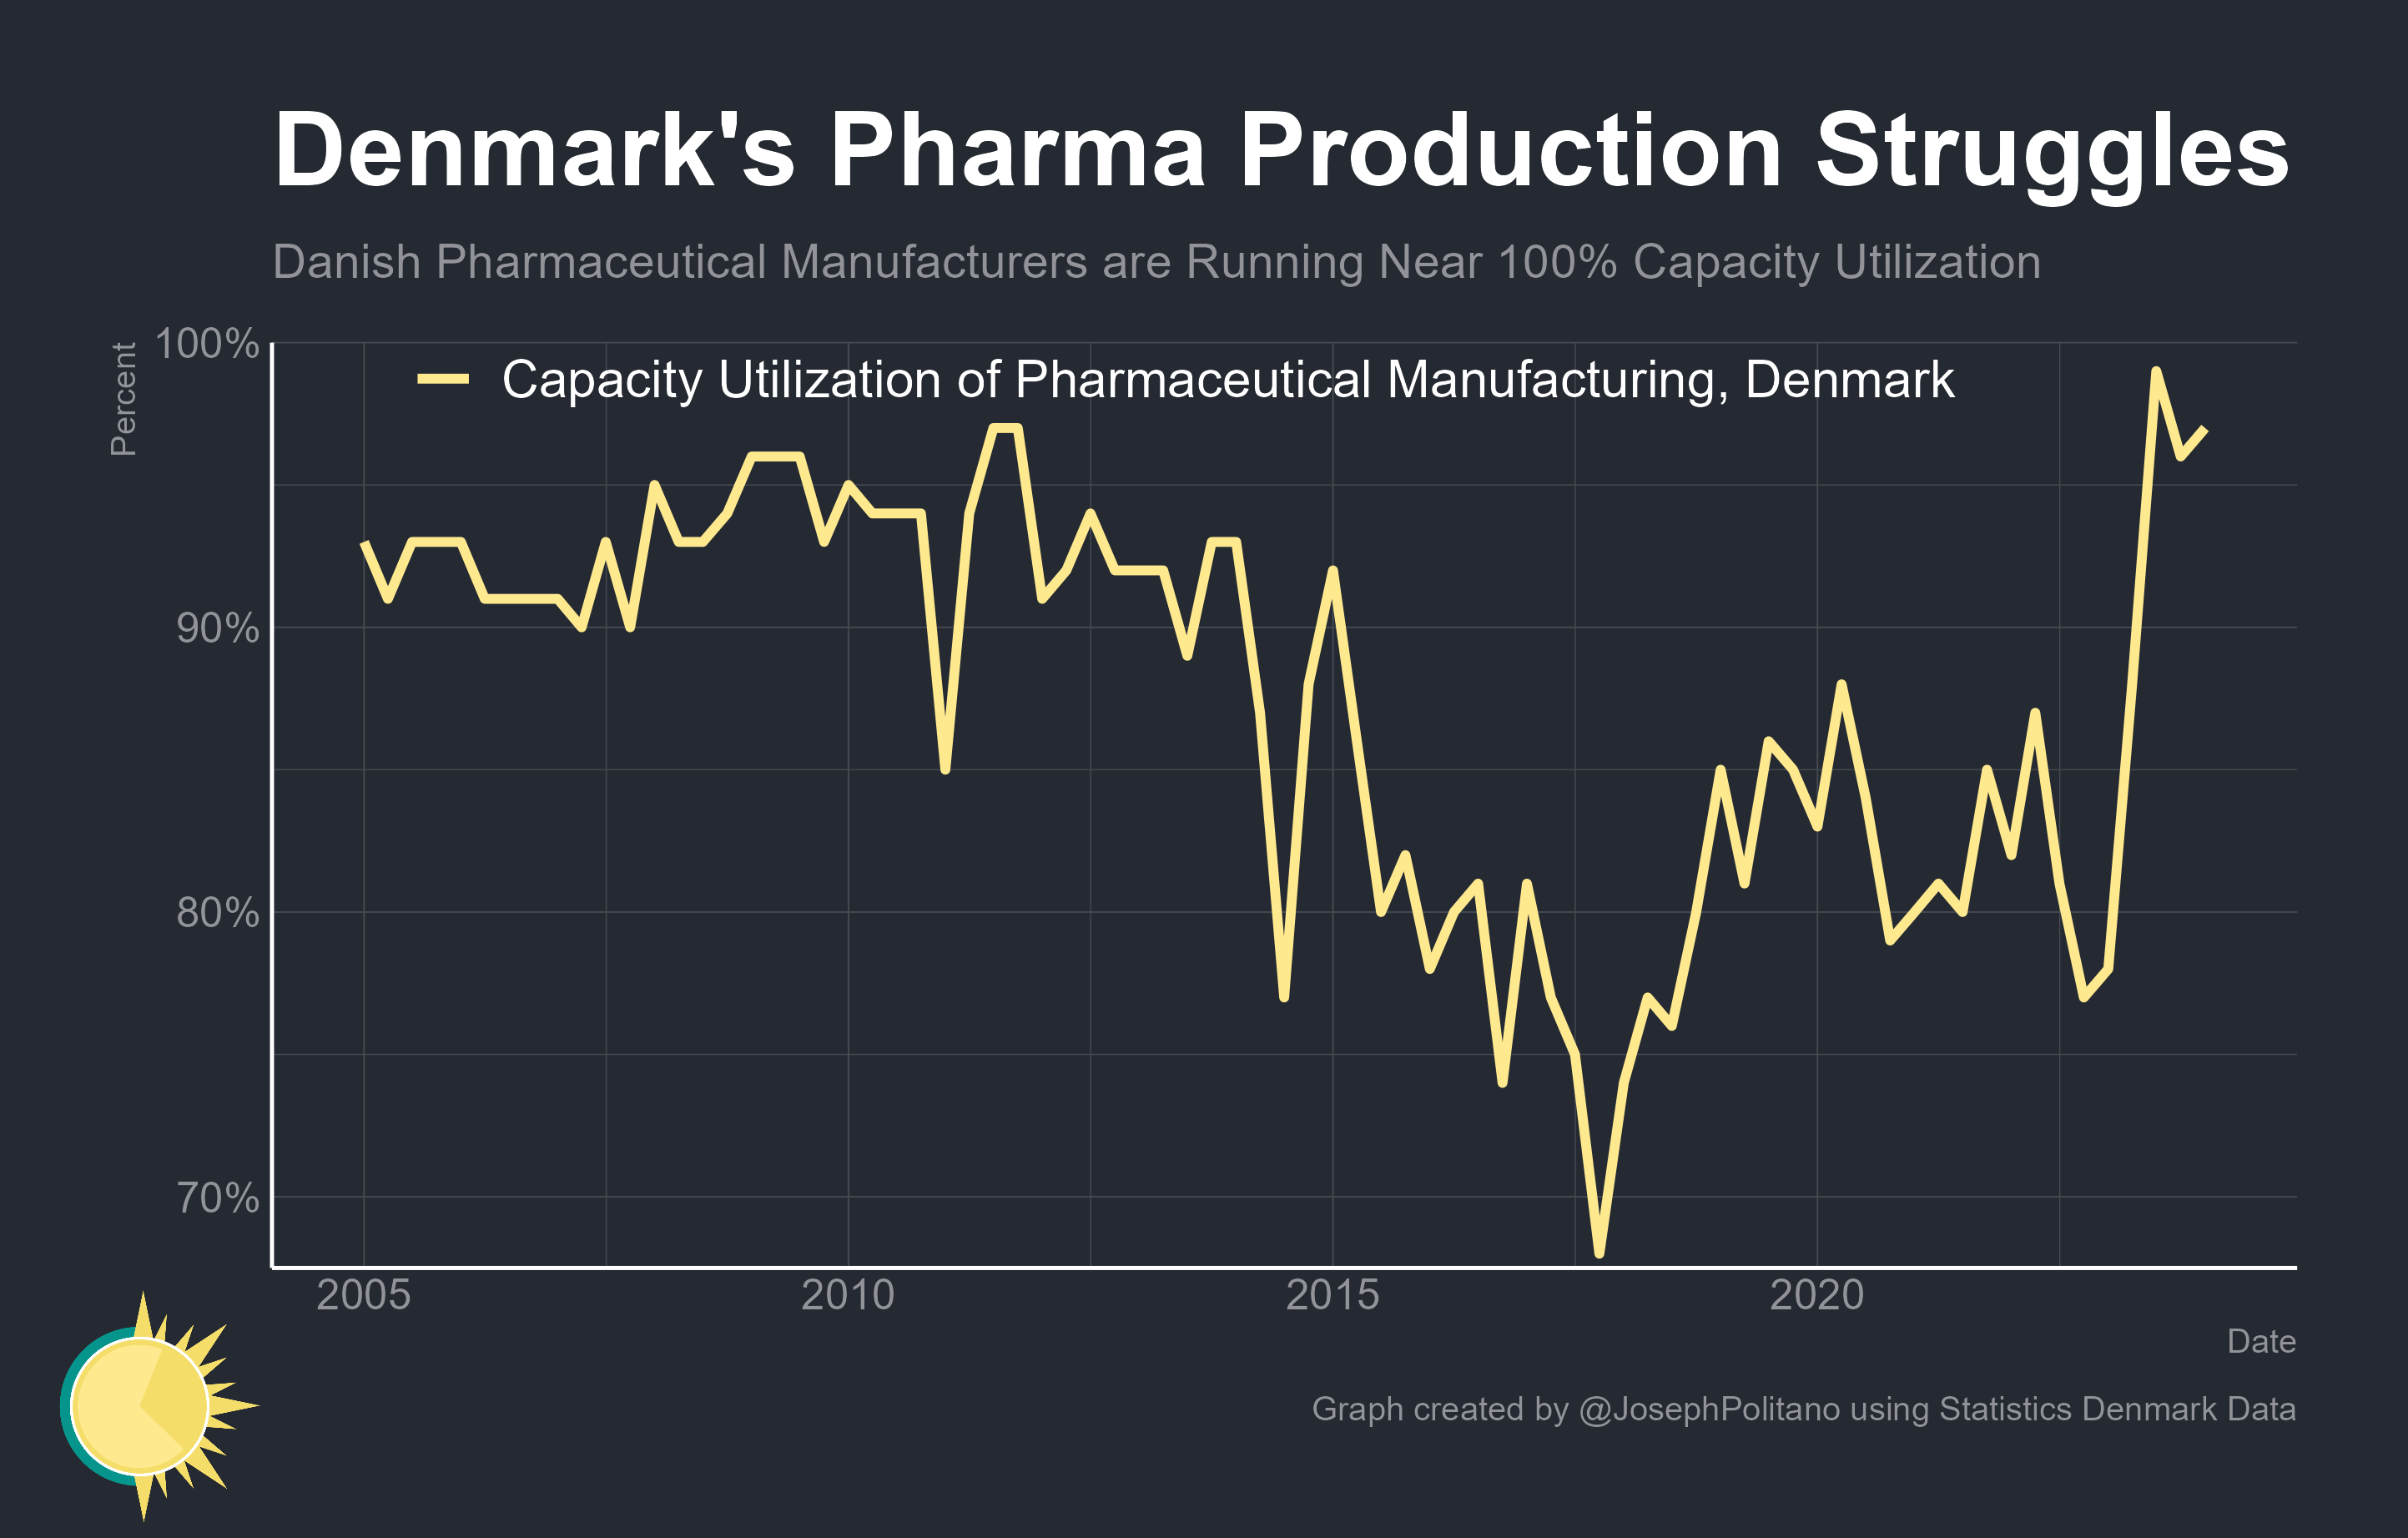 Denmark's Pharma Production Struggles
Danish Pharmaceutical Manufacturers are Running Near 100% Capacity Utilization
Percent
100%
90%
80%
70%
Capacity Utilization of Pharmaceutical Manufacturing, Denmark
2005
2010
2015
2020
Date
Graph created by @JosephPolitano using Statistics Denmark Data